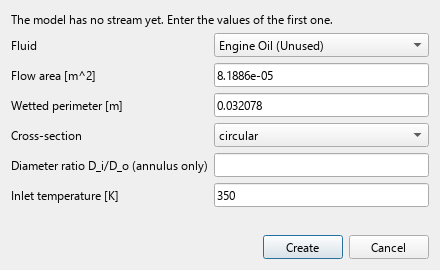 The model has no stream yet. Enter the values of the first one.
Fluid Engine Oil (Unused)
Flow area [m^2] 8.1886e-05
Wetted perimeter [m] 0.032078
Cross-section circular
Diameter ratio D_i/D_o (annulus only)
Inlet temperature [K] 350
Create Cancel